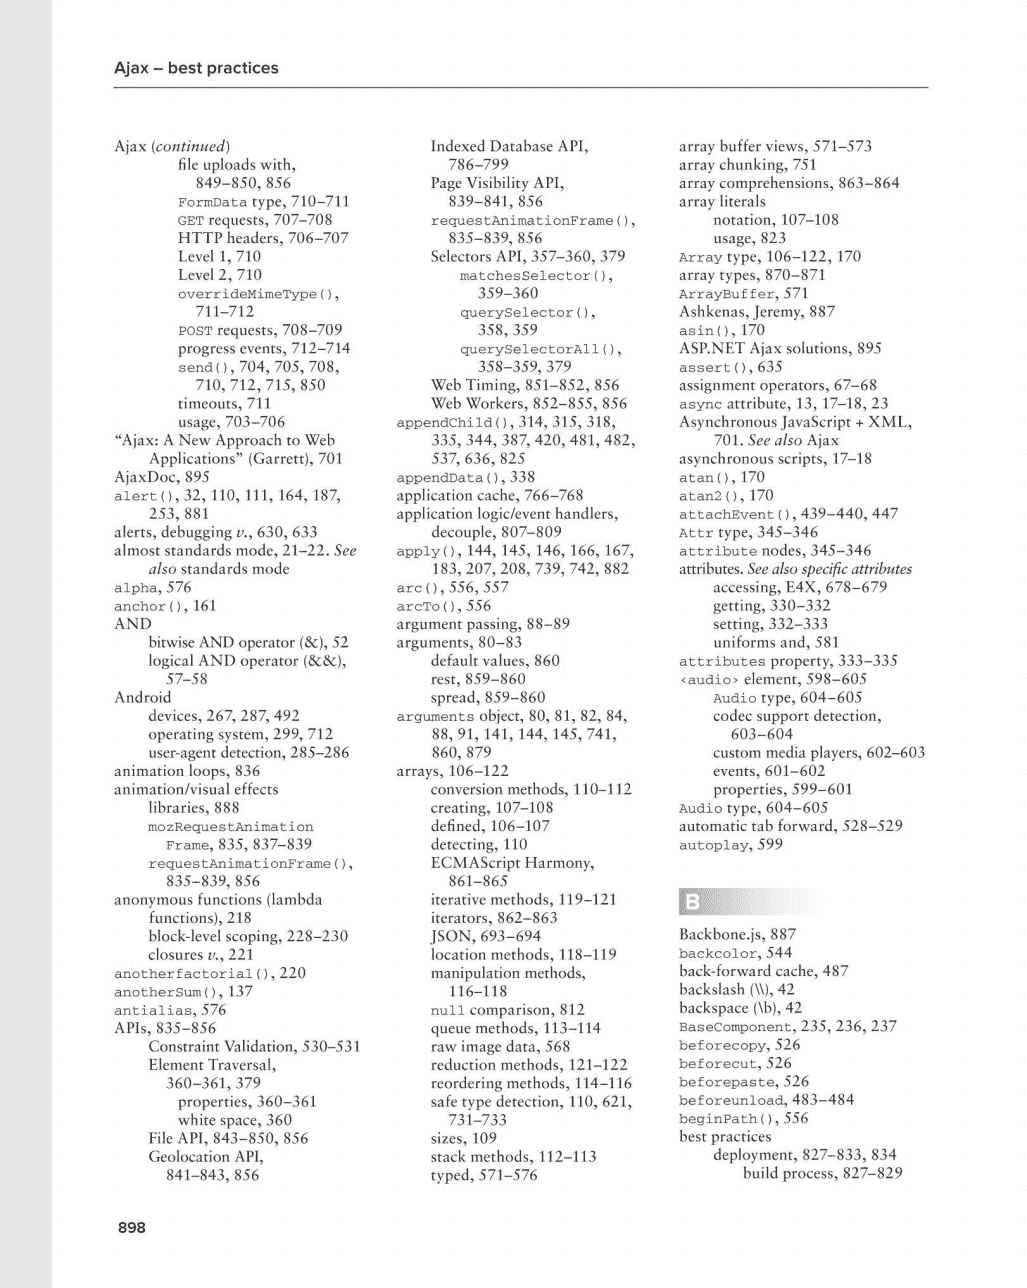 Ajax – best practices
Ajax (continued)
file uploads with,
849–850, 856
FormData type, 710–711
GET requests, 707–708
HTTP headers, 706–707
Level 1, 710
Level 2, 710
overrideMimeType(),
711–712
POST requests, 708–709
progress events, 712–714
send(), 704, 705, 708,
710, 712, 715, 850
timeouts, 711
usage, 703–706
“Ajax: A New Approach to Web
Applications” (Garrett), 701
AjaxDoc, 895
alert(), 32, 110, 111, 164, 187,
253, 881
alerts, debugging v., 630, 633
almost standards mode, 21–22. See
also standards mode
alpha, 576
anchor(), 161
AND
bitwise AND operator (&), 52
logical AND operator (&&),
57–58
Android
devices, 267, 287, 492
operating system, 299, 712
user-agent detection, 285–286
animation loops, 836
animation/visual effects
libraries, 888
mozRequestAnimation
Frame, 835, 837–839
requestAnimationFrame(),
835–839, 856
anonymous functions (lambda
functions), 218
block-level scoping, 228–230
closures v., 221
anotherfactorial(), 220
anotherSum(), 137
antialias, 576
APIs, 835–856
Constraint Validation, 530–531
Element Traversal,
360–361, 379
properties, 360–361
white space, 360
File API, 843–850, 856
Geolocation API,
841–843, 856
Indexed Database API,
786–799
Page Visibility API,
839–841, 856
requestAnimationFrame(),
835–839, 856
Selectors API, 357–360, 379
matchesSelector(),
359–360
querySelector(),
358, 359
querySelectorAll(),
358–359, 379
Web Timing, 851–852, 856
Web Workers, 852–855, 856
appendChild(), 314, 315, 318,
335, 344, 387, 420, 481, 482,
537, 636, 825
appendData(), 338
application cache, 766–768
application logic/event handlers,
decouple, 807–809
apply(), 144, 145, 146, 166, 167,
183, 207, 208, 739, 742, 882
arc(), 556, 557
arcTo(), 556
argument passing, 88–89
arguments, 80–83
default values, 860
rest, 859–860
spread, 859–860
arguments object, 80, 81, 82, 84,
88, 91, 141, 144, 145, 741,
860, 879
arrays, 106–122
conversion methods, 110–112
creating, 107–108
defined, 106–107
detecting, 110
ECMAScript Harmony,
861–865
iterative methods, 119–121
iterators, 862–863
JSON, 693–694
location methods, 118–119
manipulation methods,
116–118
null comparison, 812
queue methods, 113–114
raw image data, 568
reduction methods, 121–122
reordering methods, 114–116
safe type detection, 110, 621,
731–733
sizes, 109
stack methods, 112–113
typed, 571–576
array buffer views, 571–573
array chunking, 751
array comprehensions, 863–864
array literals
notation, 107–108
usage, 823
Array type, 106–122, 170
array types, 870–871
ArrayBuffer, 571
Ashkenas, Jeremy, 887
asin(), 170
ASP.NET Ajax solutions, 895
assert(), 635
assignment operators, 67–68
async attribute, 13, 17–18, 23
Asynchronous JavaScript + XML,
701. See also Ajax
asynchronous scripts, 17–18
atan(), 170
atan2(), 170
attachEvent(), 439–440, 447
Attr type, 345–346
attribute nodes, 345–346
attributes. See also specific attributes
accessing, E4X, 678–679
getting, 330–332
setting, 332–333
uniforms and, 581
attributes property, 333–335
<audio> element, 598–605
Audio type, 604–605
codec support detection,
603–604
custom media players, 602–603
events, 601–602
properties, 599–601
Audio type, 604–605
automatic tab forward, 528–529
autoplay, 599
B
Backbone.js, 887
backcolor, 544
back-forward cache, 487
backslash (\\), 42
backspace (\b), 42
BaseComponent, 235, 236, 237
beforecopy, 526
beforecut, 526
beforepaste, 526
beforeunload, 483–484
beginPath(), 556
best practices
deployment, 827–833, 834
build process, 827–829
898